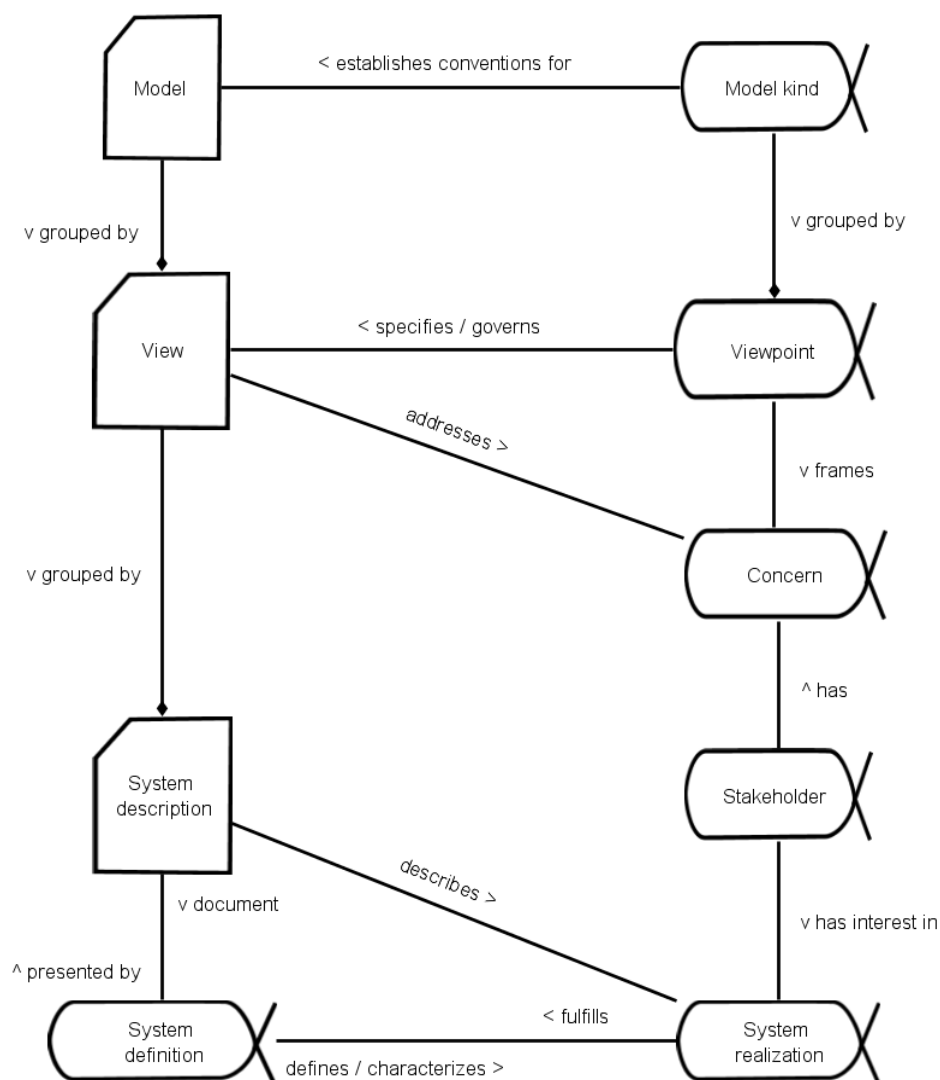 < establishes conventions for
Model
Model kind
v grouped by
v grouped by
< specifies / governs
View
Viewpoint
addresses >
v frames
v grouped by
Concern
^ has
System
description
Stakeholder
describes >
v document
v has interest in
^ presented by
< fulfills
System
definition
System
realization
defines / characterizes >